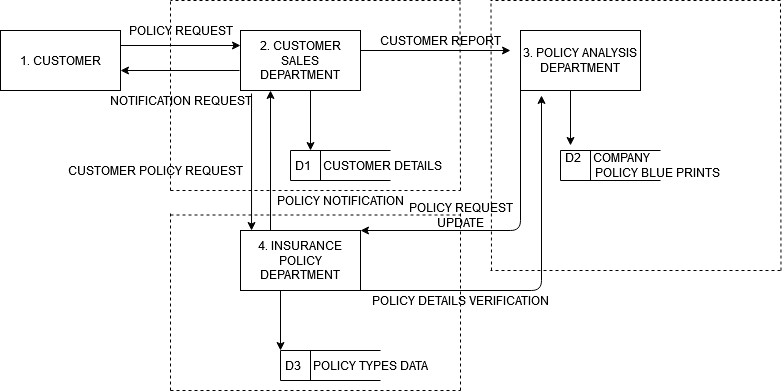 POLICY REQUEST
1. CUSTOMER
2. CUSTOMER
SALES
DEPARTMENT
CUSTOMER REPORT
3. POLICY ANALYSIS
DEPARTMENT
NOTIFICATION REQUEST
CUSTOMER POLICY REQUEST
D1 CUSTOMER DETAILS
D2 COMPANY
POLICY BLUE PRINTS
POLICY NOTIFICATION
POLICY REQUEST
UPDATE
4. INSURANCE
POLICY
DEPARTMENT
POLICY DETAILS VERIFICATION
D3 POLICY TYPES DATA